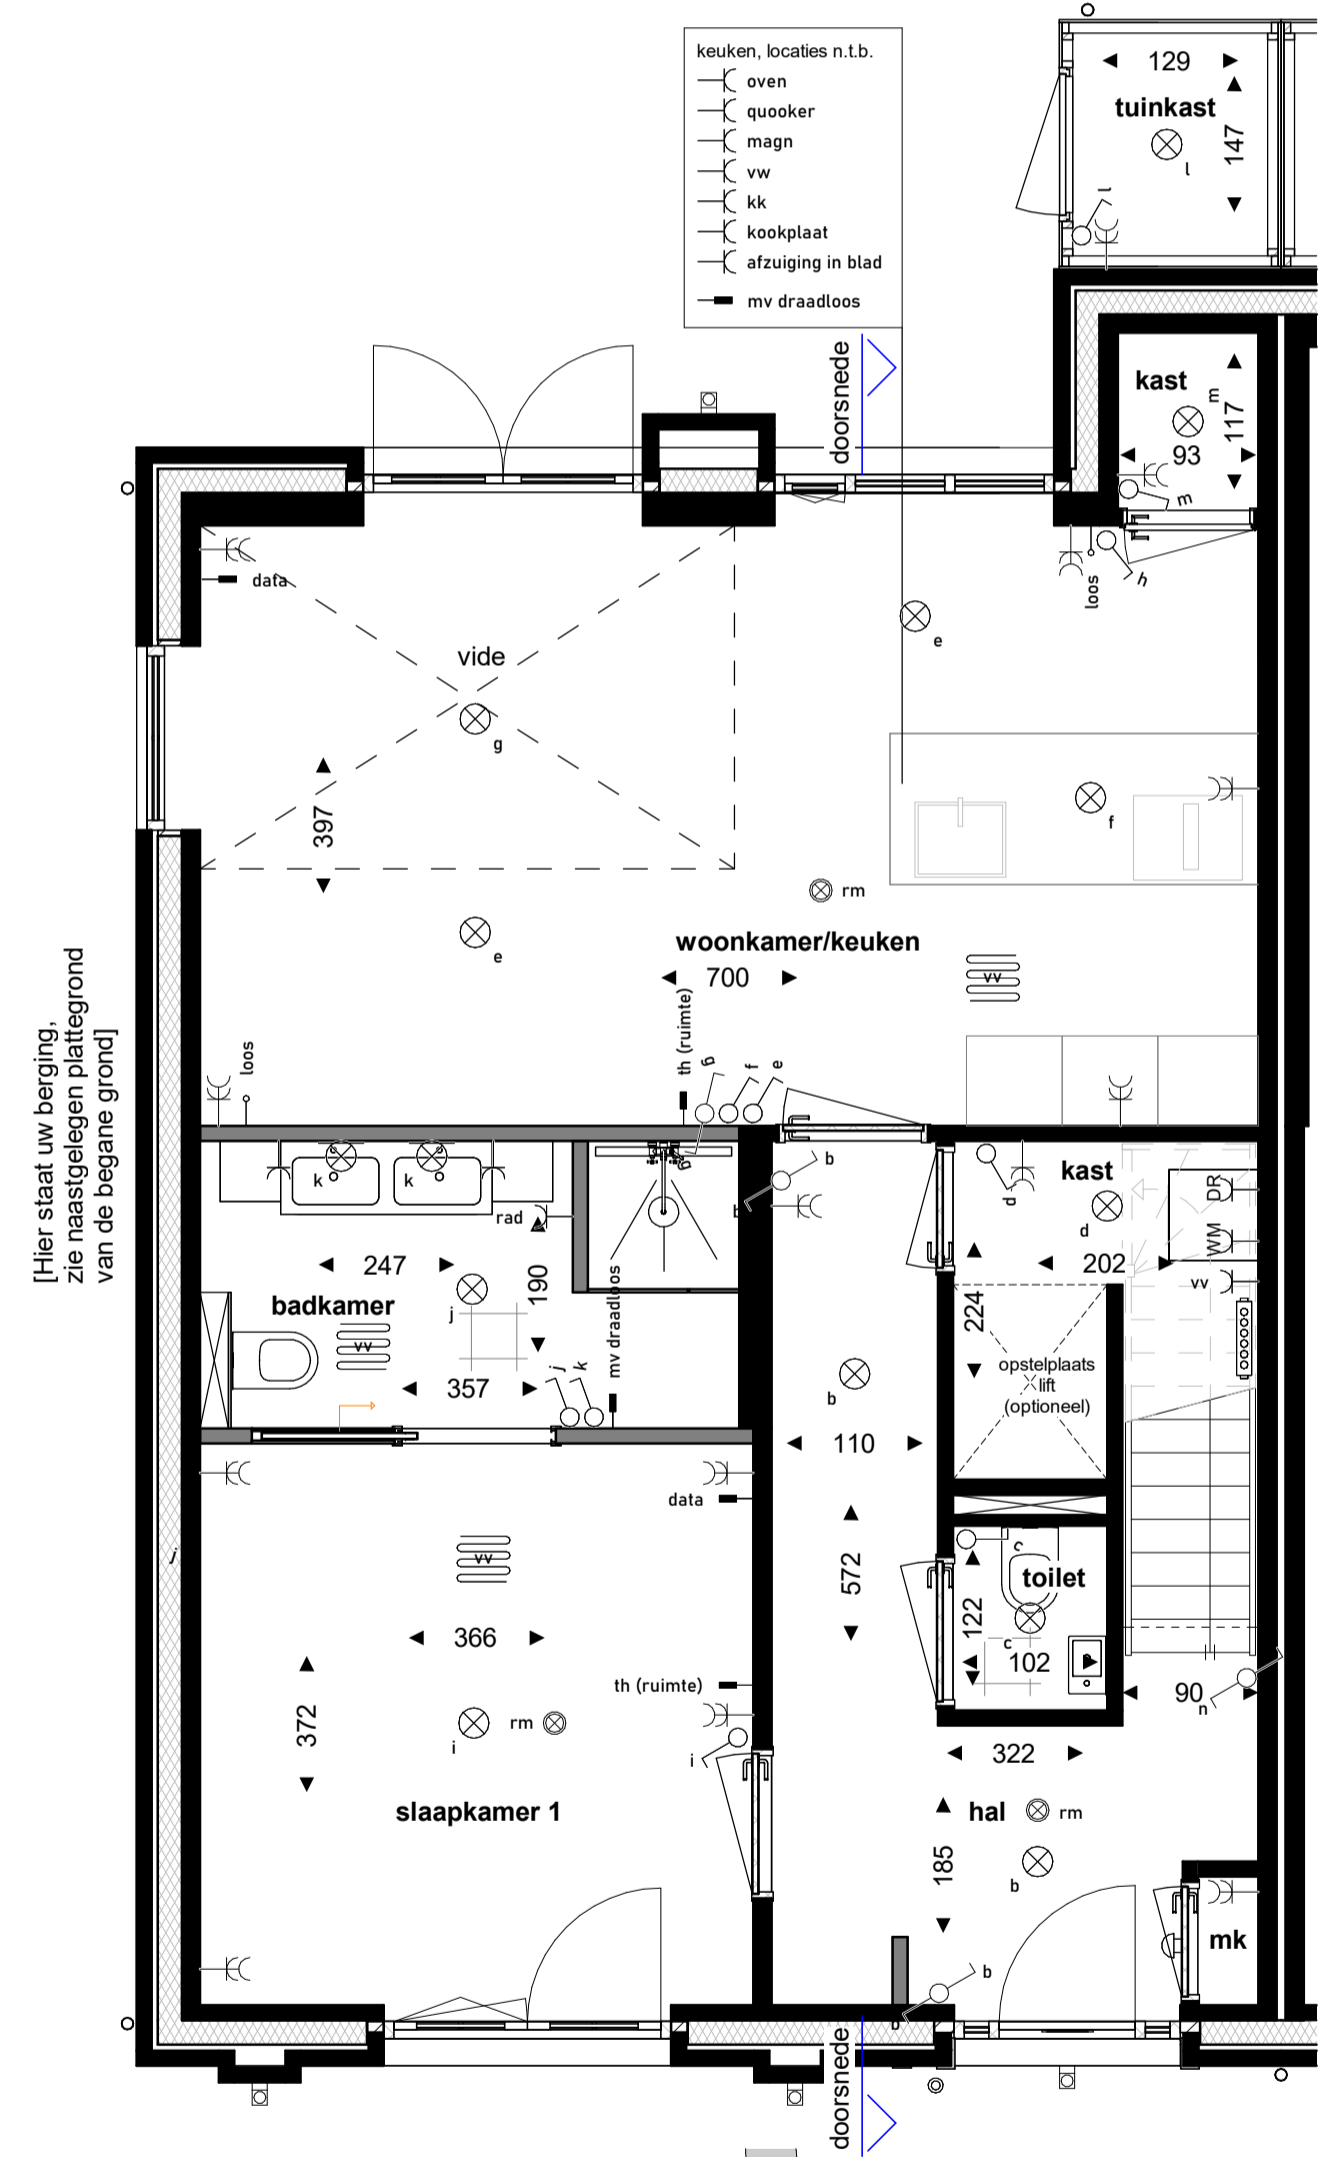 keuken, locaties n.t.b.
oven
quooker
magn
vw
kk
kookplaat
afzuiging in blad
mv draadloos
129
tuinkast
147
l
l
doorsnede
kast
m
117
93
m
h
loos
data
vide
g
e
f
397
rm
e
woonkamer/keuken
700
vv
[Hier staat uw berging,
zie naastgelegen plattegrond
van de begane grond]
loos
th (ruimte)
g
f
e
g
b
b
k
k
rad
247
190
badkamer
j
vv
357
j
k
mv draadloos
kast
d
d
DR
WM
vv
202
224
opstelplaats
lift
(optioneel)
b
110
data
572
j
vv
366
372
th (ruimte)
i
rm
i
slaapkamer 1
c
toilet
122
c
102
90
n
322
hal
rm
185
b
mk
b
b
doorsnede